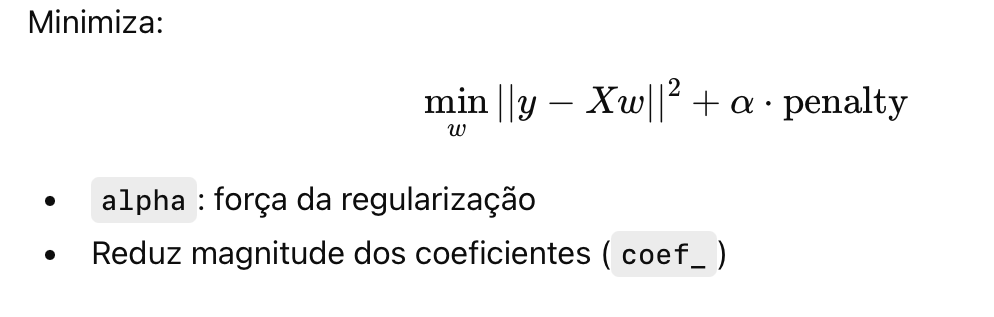 Minimiza:
min ||y − Xw||² + α · penalty
w
• alpha : força da regularização
• Reduz magnitude dos coeficientes ( coef_ )